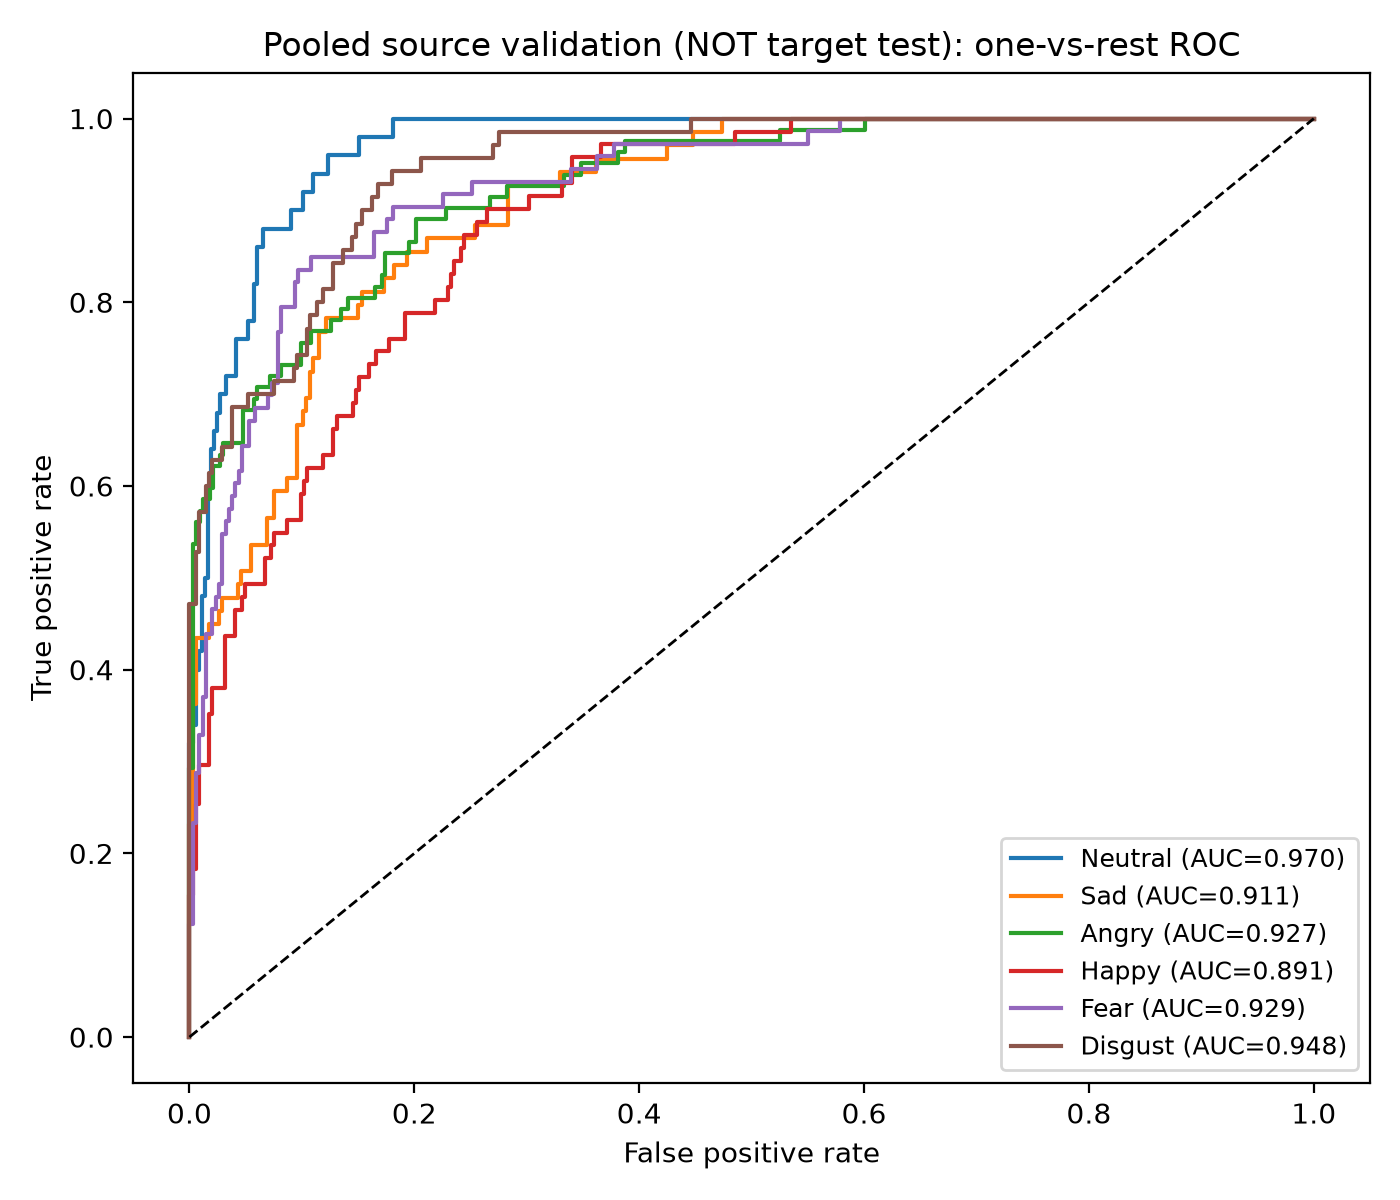 Pooled source validation (NOT target test): one-vs-rest ROC
True positive rate
1.0
0.8
0.6
0.4
0.2
0.0
Neutral (AUC=0.970)
Sad (AUC=0.911)
Angry (AUC=0.927)
Happy (AUC=0.891)
Fear (AUC=0.929)
Disgust (AUC=0.948)
0.0 0.2 0.4 0.6 0.8 1.0
False positive rate